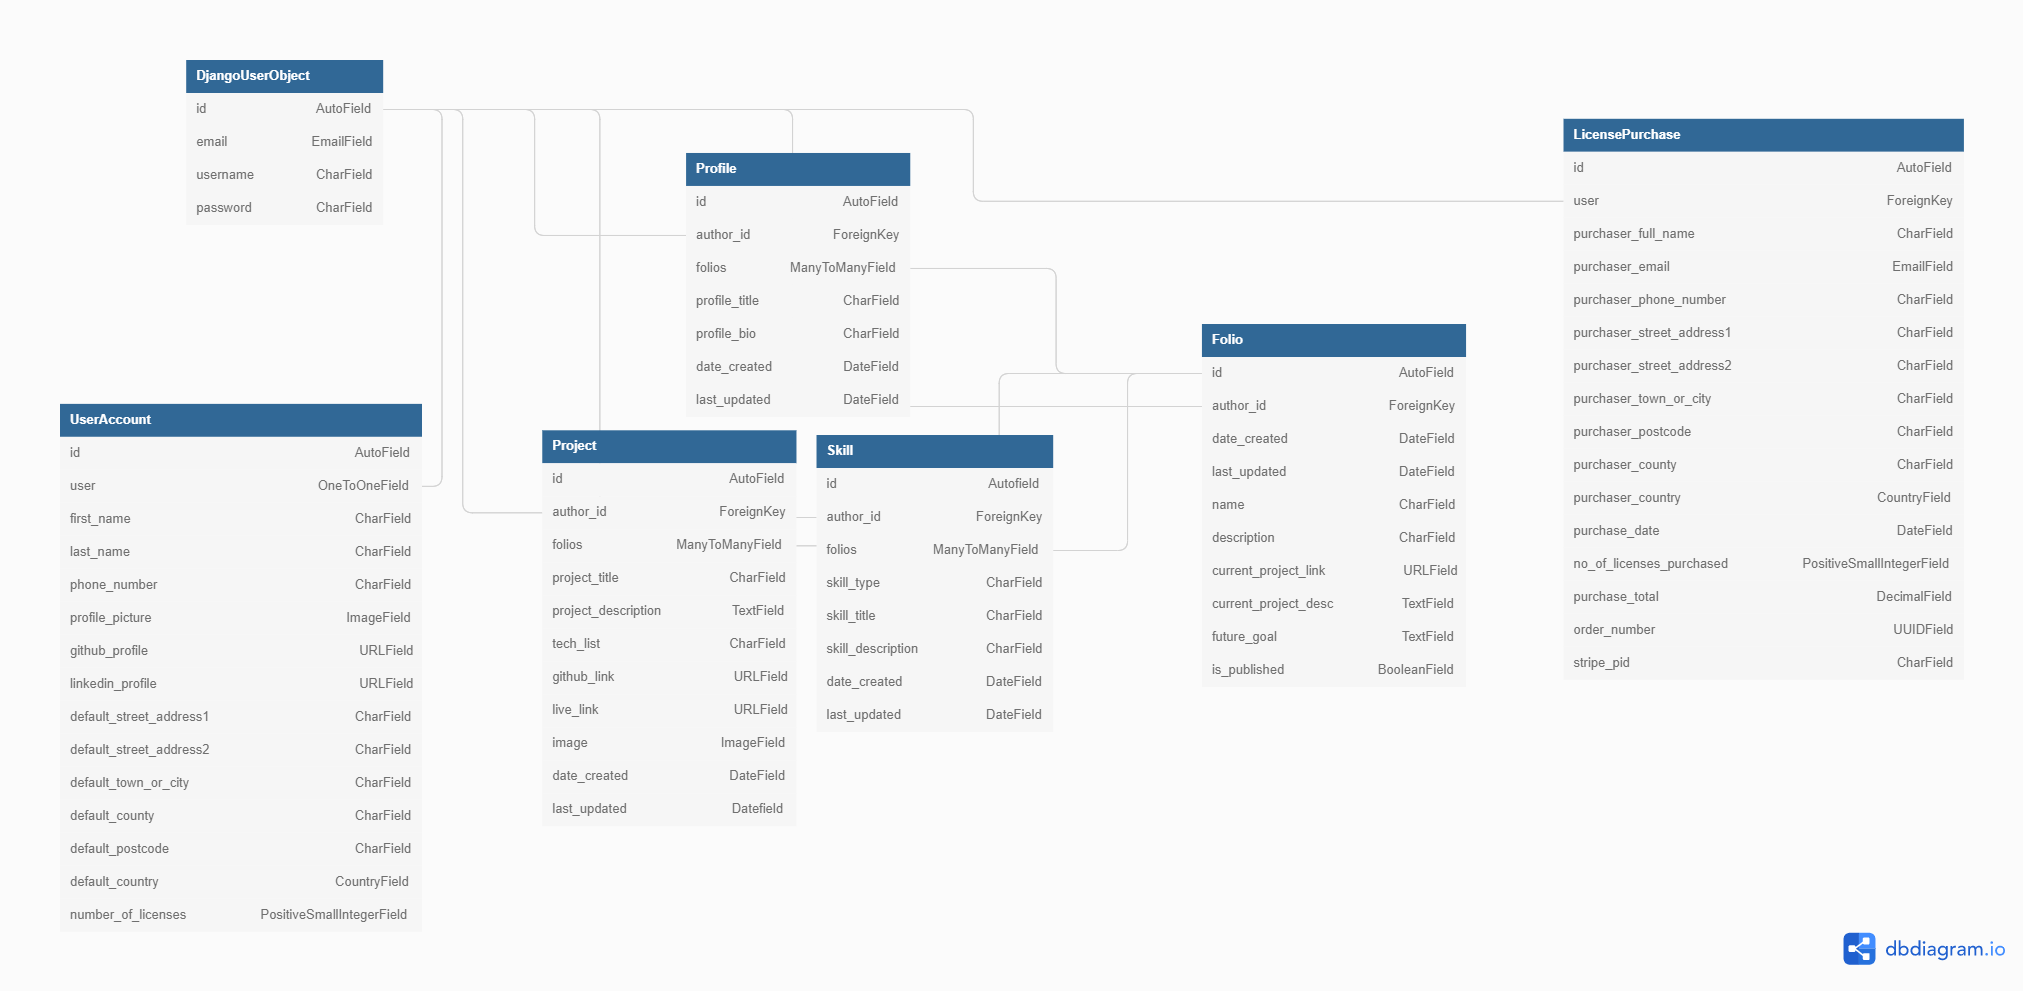 DjangoUserObject
id AutoField
email EmailField
username CharField
password CharField
UserAccount
id AutoField
user OneToOneField
first_name CharField
last_name CharField
phone_number CharField
profile_picture ImageField
github_profile URLField
linkedin_profile URLField
default_street_address1 CharField
default_street_address2 CharField
default_town_or_city CharField
default_county CharField
default_postcode CharField
default_country CountryField
number_of_licenses PositiveSmallIntegerField
Profile
id AutoField
author_id ForeignKey
folios ManyToManyField
profile_title CharField
profile_bio CharField
date_created DateField
last_updated DateField
Project
id AutoField
author_id ForeignKey
folios ManyToManyField
project_title CharField
project_description TextField
tech_list CharField
github_link URLField
live_link URLField
image ImageField
date_created DateField
last_updated Datefield
Skill
id Autofield
author_id ForeignKey
folios ManyToManyField
skill_type CharField
skill_title CharField
skill_description CharField
date_created DateField
last_updated DateField
Folio
id AutoField
author_id ForeignKey
date_created DateField
last_updated DateField
name CharField
description CharField
current_project_link URLField
current_project_desc TextField
future_goal TextField
is_published BooleanField
LicensePurchase
id AutoField
user ForeignKey
purchaser_full_name CharField
purchaser_email EmailField
purchaser_phone_number CharField
purchaser_street_address1 CharField
purchaser_street_address2 CharField
purchaser_town_or_city CharField
purchaser_postcode CharField
purchaser_county CharField
purchaser_country CountryField
purchase_date DateField
no_of_licenses_purchased PositiveSmallIntegerField
purchase_total DecimalField
order_number UUIDField
stripe_pid CharField
dbdiagram.io